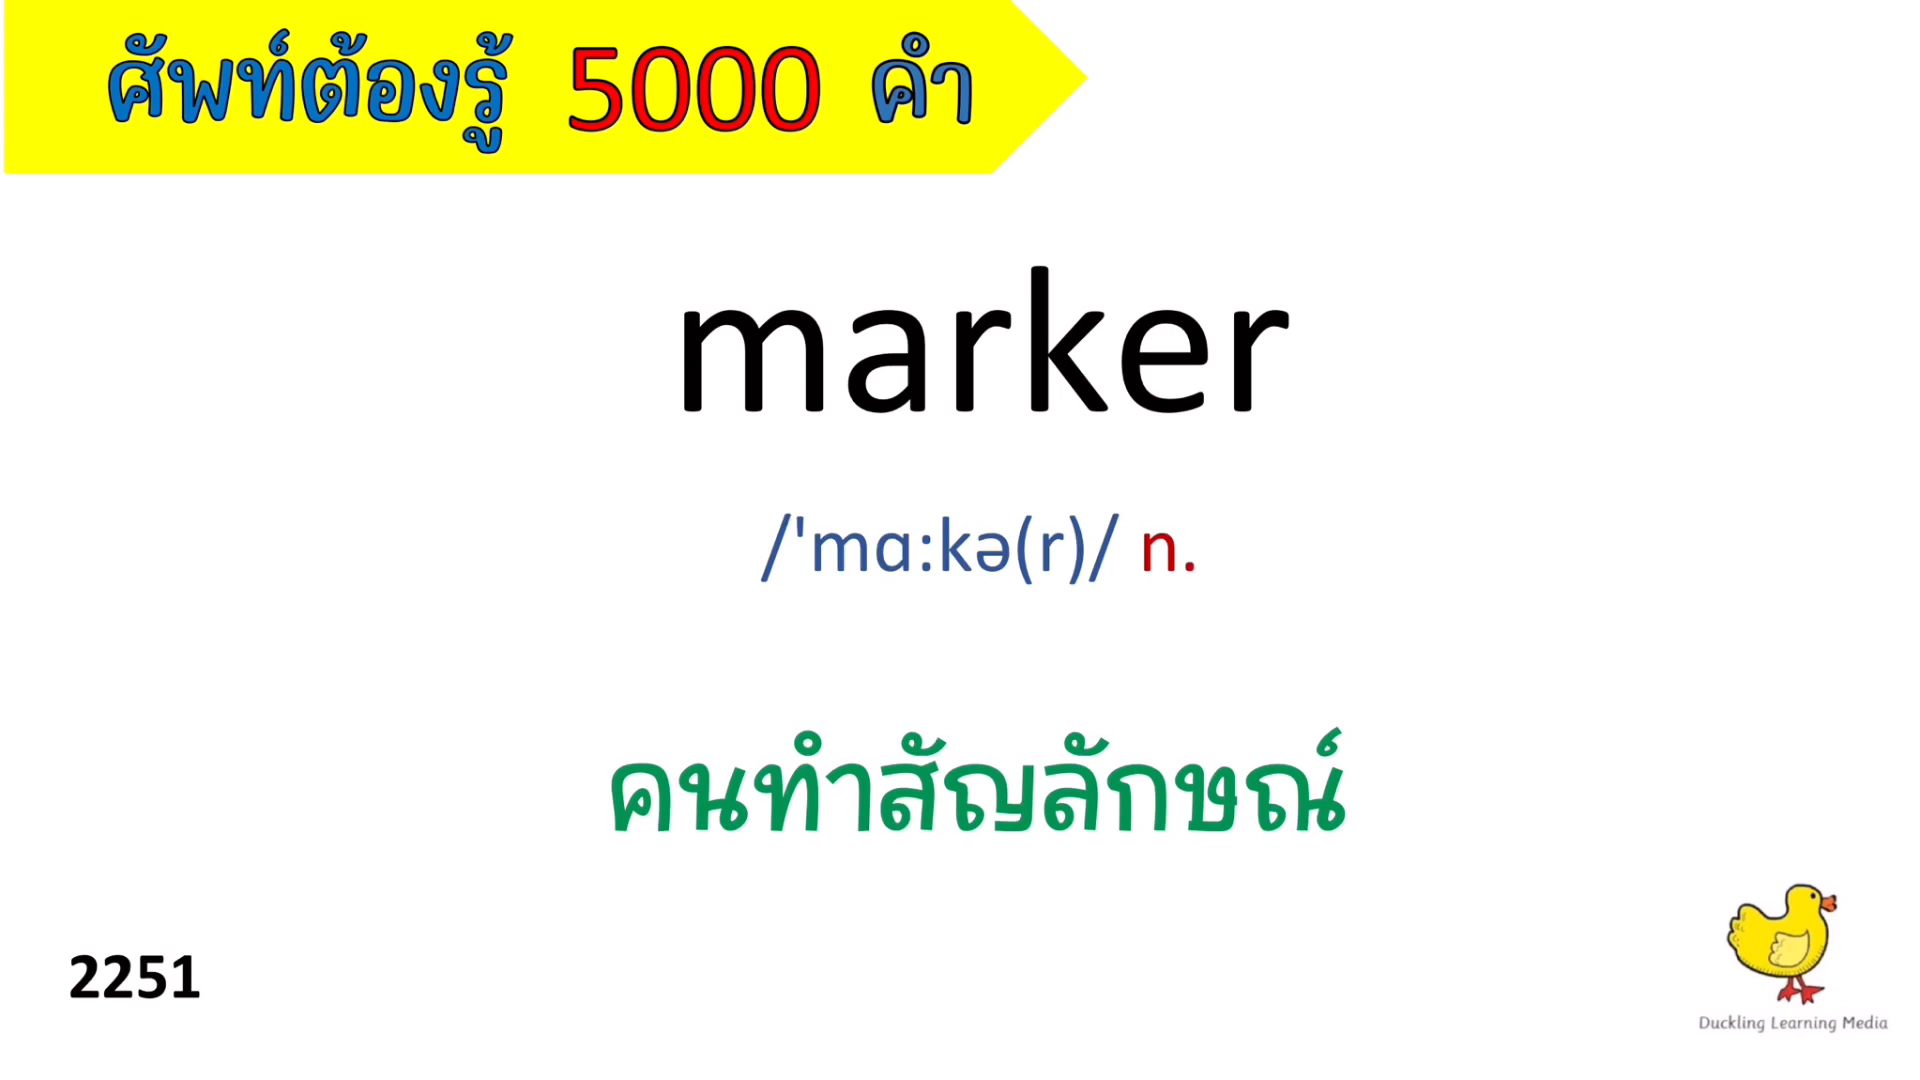 ศัพท์ต้องรู้ 5000 คำ
marker
/'mɑ:kə(r)/ n.
คนทำสัญลักษณ์
2251
Duckling Learning Media